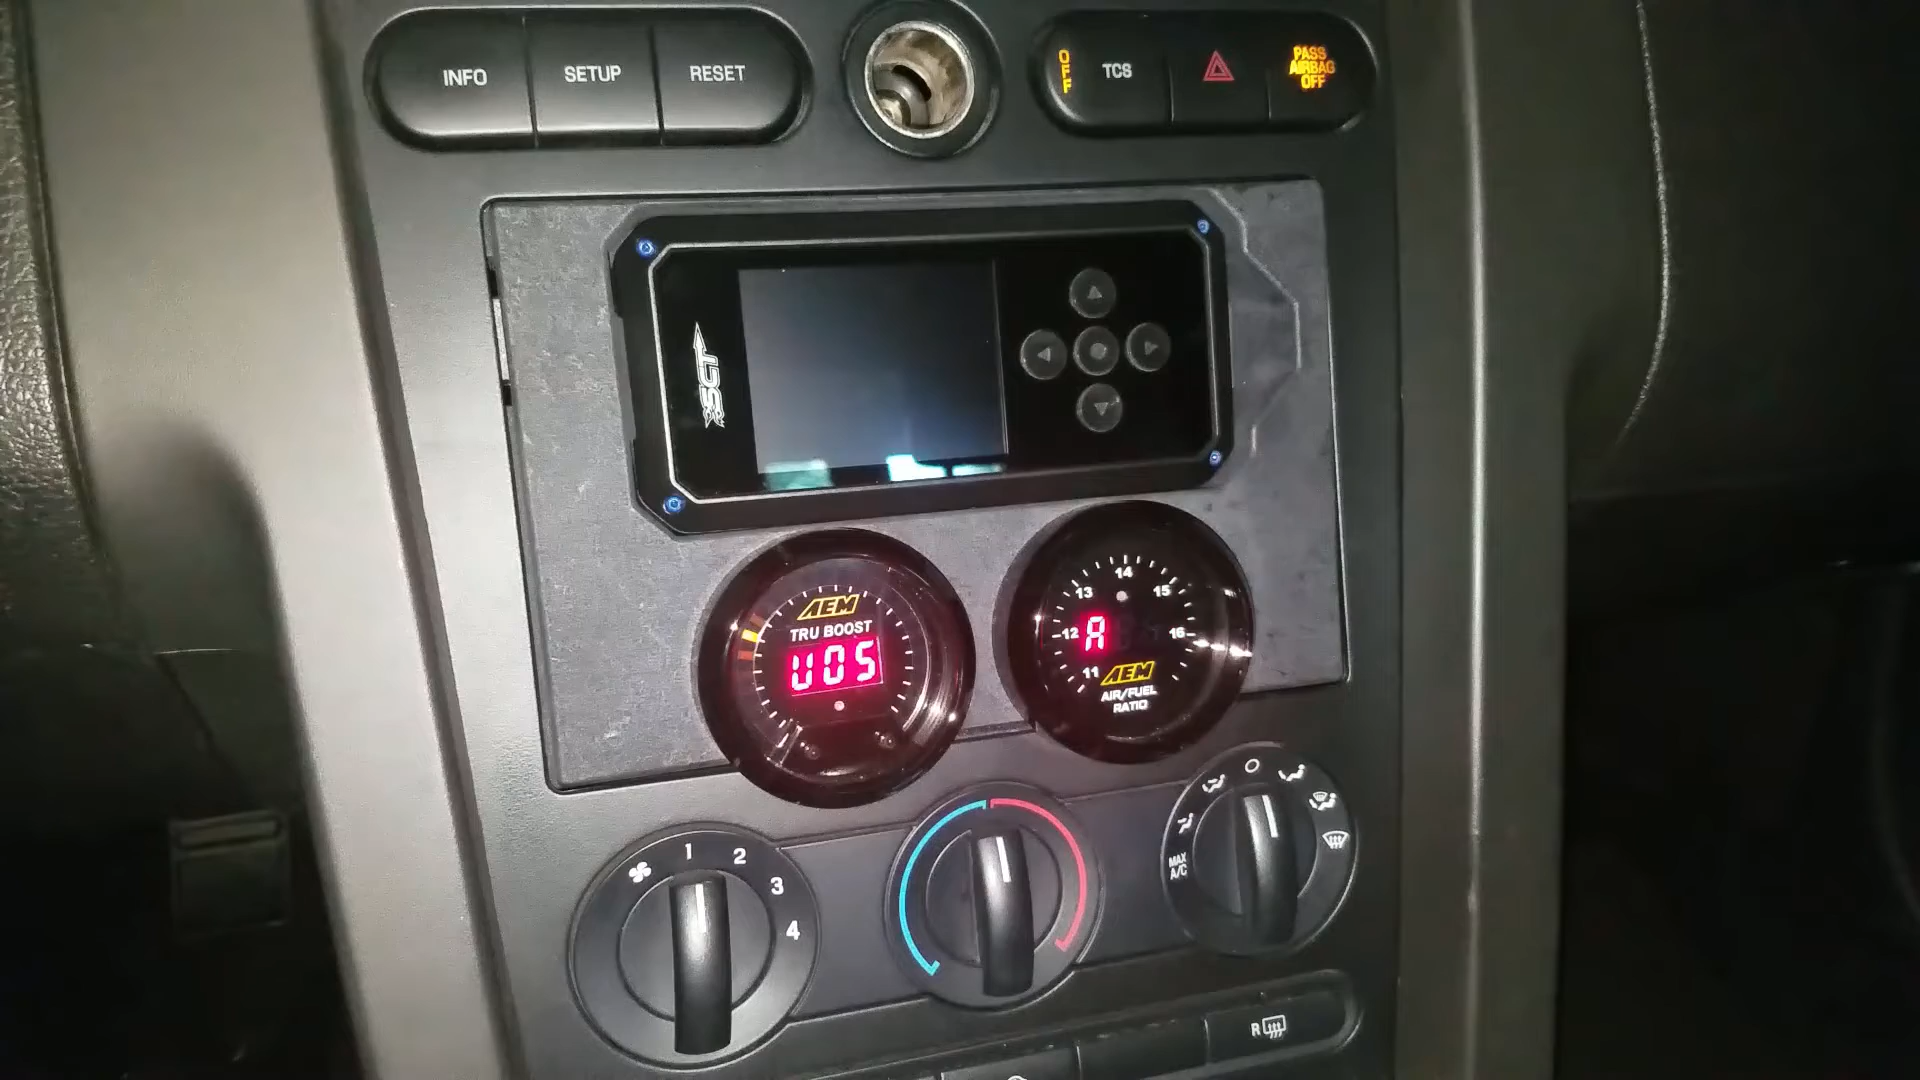 INFO SETUP RESET
OFF TCS
PASS
AIRBAG
OFF
SCT
AEM
TRU BOOST
U05
11 12 13 14 15 16
A
AEM
AIR/FUEL
RATIO
1 2 3 4
MAX
A/C
R